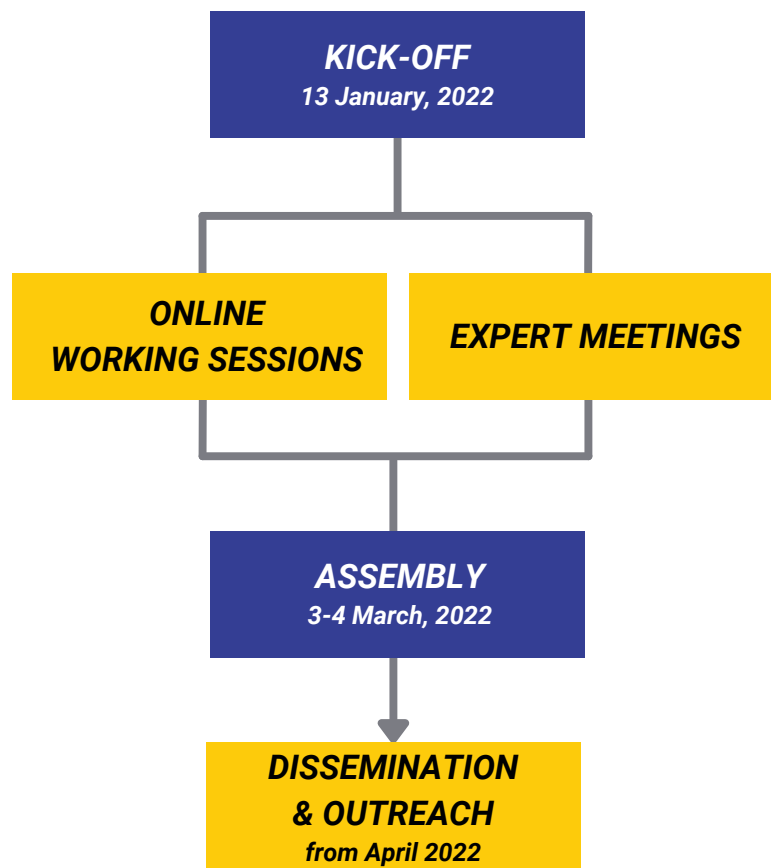 KICK-OFF
13 January, 2022
ONLINE
WORKING SESSIONS
EXPERT MEETINGS
ASSEMBLY
3-4 March, 2022
DISSEMINATION
& OUTREACH
from April 2022